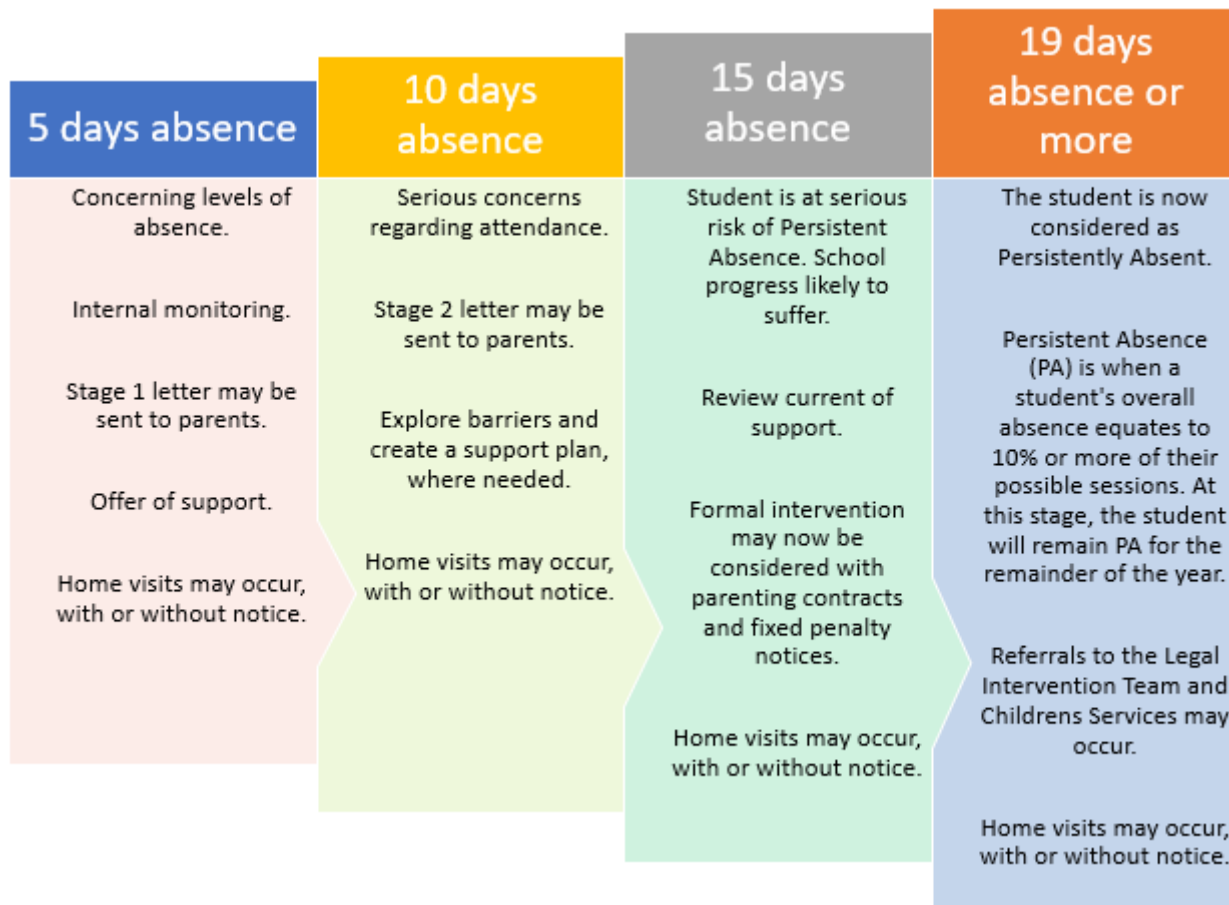 5 days absence
Concerning levels of
absence.
Internal monitoring.
Stage 1 letter may be
sent to parents.
Offer of support.
Home visits may occur,
with or without notice.
10 days
absence
Serious concerns
regarding attendance.
Stage 2 letter may be
sent to parents.
Explore barriers and
create a support plan,
where needed.
Home visits may occur,
with or without notice.
15 days
absence
Student is at serious
risk of Persistent
Absence. School
progress likely to
suffer.
Review current of
support.
Formal intervention
may now be
considered with
parenting contracts
and fixed penalty
notices.
Home visits may occur,
with or without notice.
19 days
absence or
more
The student is now
considered as
Persistently Absent.
Persistent Absence
(PA) is when a
student's overall
absence equates to
10% or more of their
possible sessions. At
this stage, the student
will remain PA for the
remainder of the year.
Referrals to the Legal
Intervention Team and
Childrens Services may
occur.
Home visits may occur,
with or without notice.